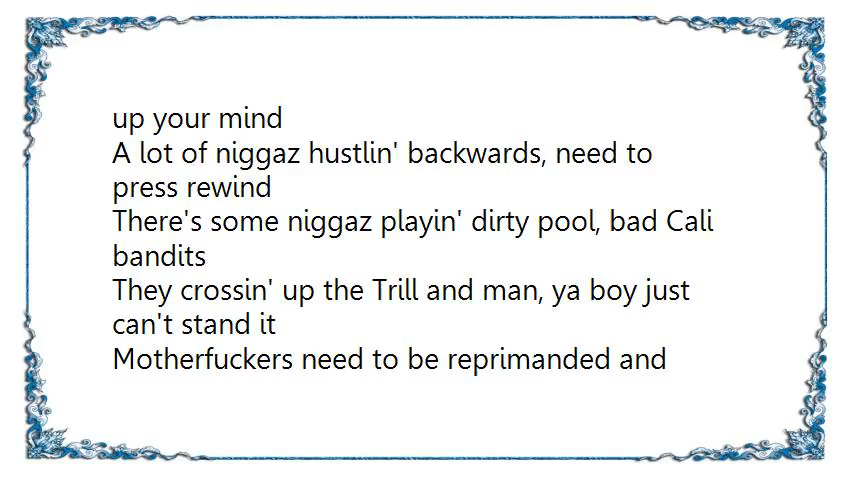 up your mind
A lot of niggaz hustlin' backwards, need to
press rewind
There's some niggaz playin' dirty pool, bad Cali
bandits
They crossin' up the Trill and man, ya boy just
can't stand it
Motherfuckers need to be reprimanded and